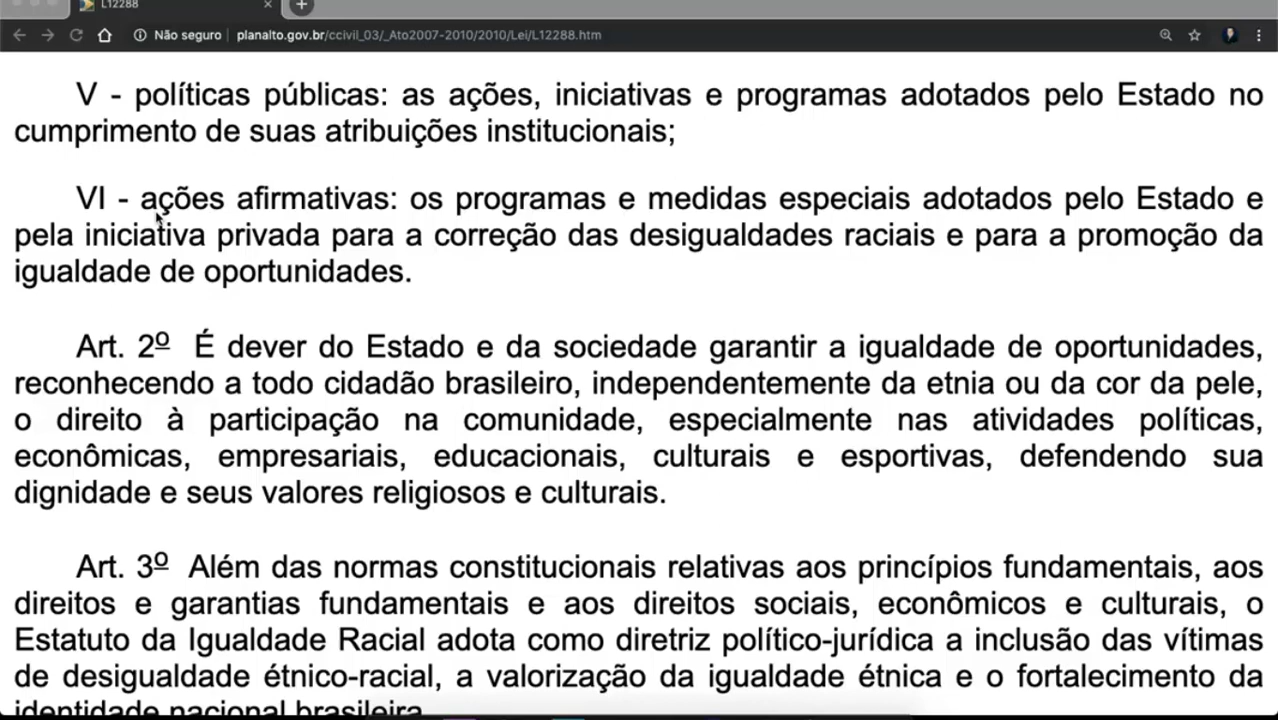 L12288
Não seguro | planalto.gov.br/ccivil_03/_Ato2007-2010/2010/Lei/L12288.htm
V - políticas públicas: as ações, iniciativas e programas adotados pelo Estado no
cumprimento de suas atribuições institucionais;
VI - ações afirmativas: os programas e medidas especiais adotados pelo Estado e
pela iniciativa privada para a correção das desigualdades raciais e para a promoção da
igualdade de oportunidades.
Art. 2º É dever do Estado e da sociedade garantir a igualdade de oportunidades,
reconhecendo a todo cidadão brasileiro, independentemente da etnia ou da cor da pele,
o direito à participação na comunidade, especialmente nas atividades políticas,
econômicas, empresariais, educacionais, culturais e esportivas, defendendo sua
dignidade e seus valores religiosos e culturais.
Art. 3º Além das normas constitucionais relativas aos princípios fundamentais, aos
direitos e garantias fundamentais e aos direitos sociais, econômicos e culturais, o
Estatuto da Igualdade Racial adota como diretriz político-jurídica a inclusão das vítimas
de desigualdade étnico-racial, a valorização da igualdade étnica e o fortalecimento da
identidade nacional brasileira.